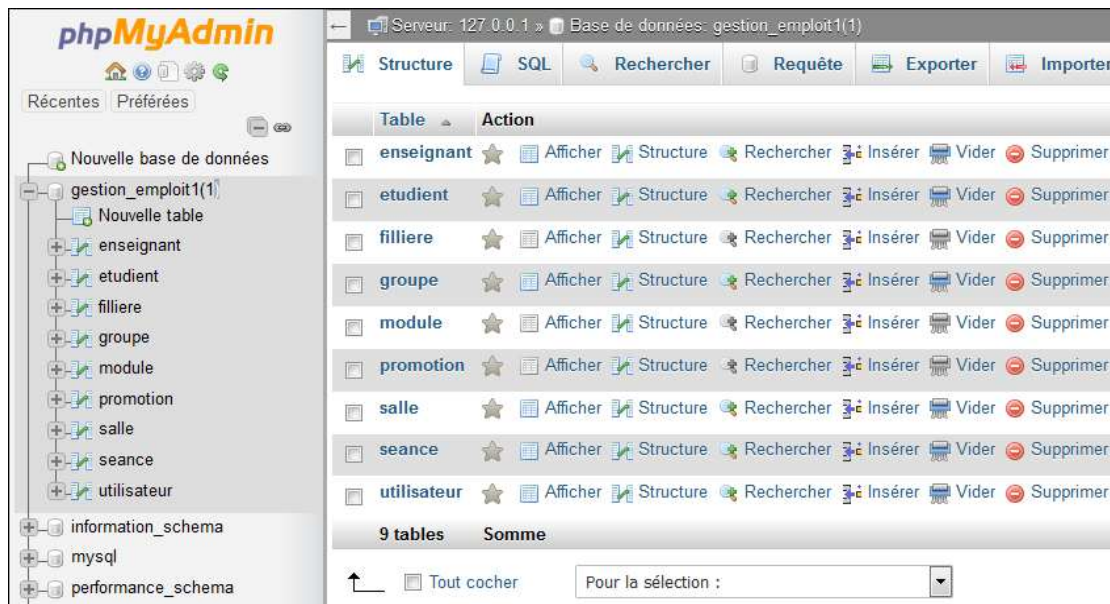 phpMyAdmin
Récentes Préférées
Nouvelle base de données
gestion_emploit1(1)
Nouvelle table
enseignant
etudient
filliere
groupe
module
promotion
salle
seance
utilisateur
information_schema
mysql
performance_schema
Serveur: 127.0.0.1 » Base de données: gestion_emploit1(1)
Structure SQL Rechercher Requête Exporter Importer
Table Action
enseignant Afficher Structure Rechercher Insérer Vider Supprimer
etudient Afficher Structure Rechercher Insérer Vider Supprimer
filliere Afficher Structure Rechercher Insérer Vider Supprimer
groupe Afficher Structure Rechercher Insérer Vider Supprimer
module Afficher Structure Rechercher Insérer Vider Supprimer
promotion Afficher Structure Rechercher Insérer Vider Supprimer
salle Afficher Structure Rechercher Insérer Vider Supprimer
seance Afficher Structure Rechercher Insérer Vider Supprimer
utilisateur Afficher Structure Rechercher Insérer Vider Supprimer
9 tables Somme
Tout cocher Pour la sélection :